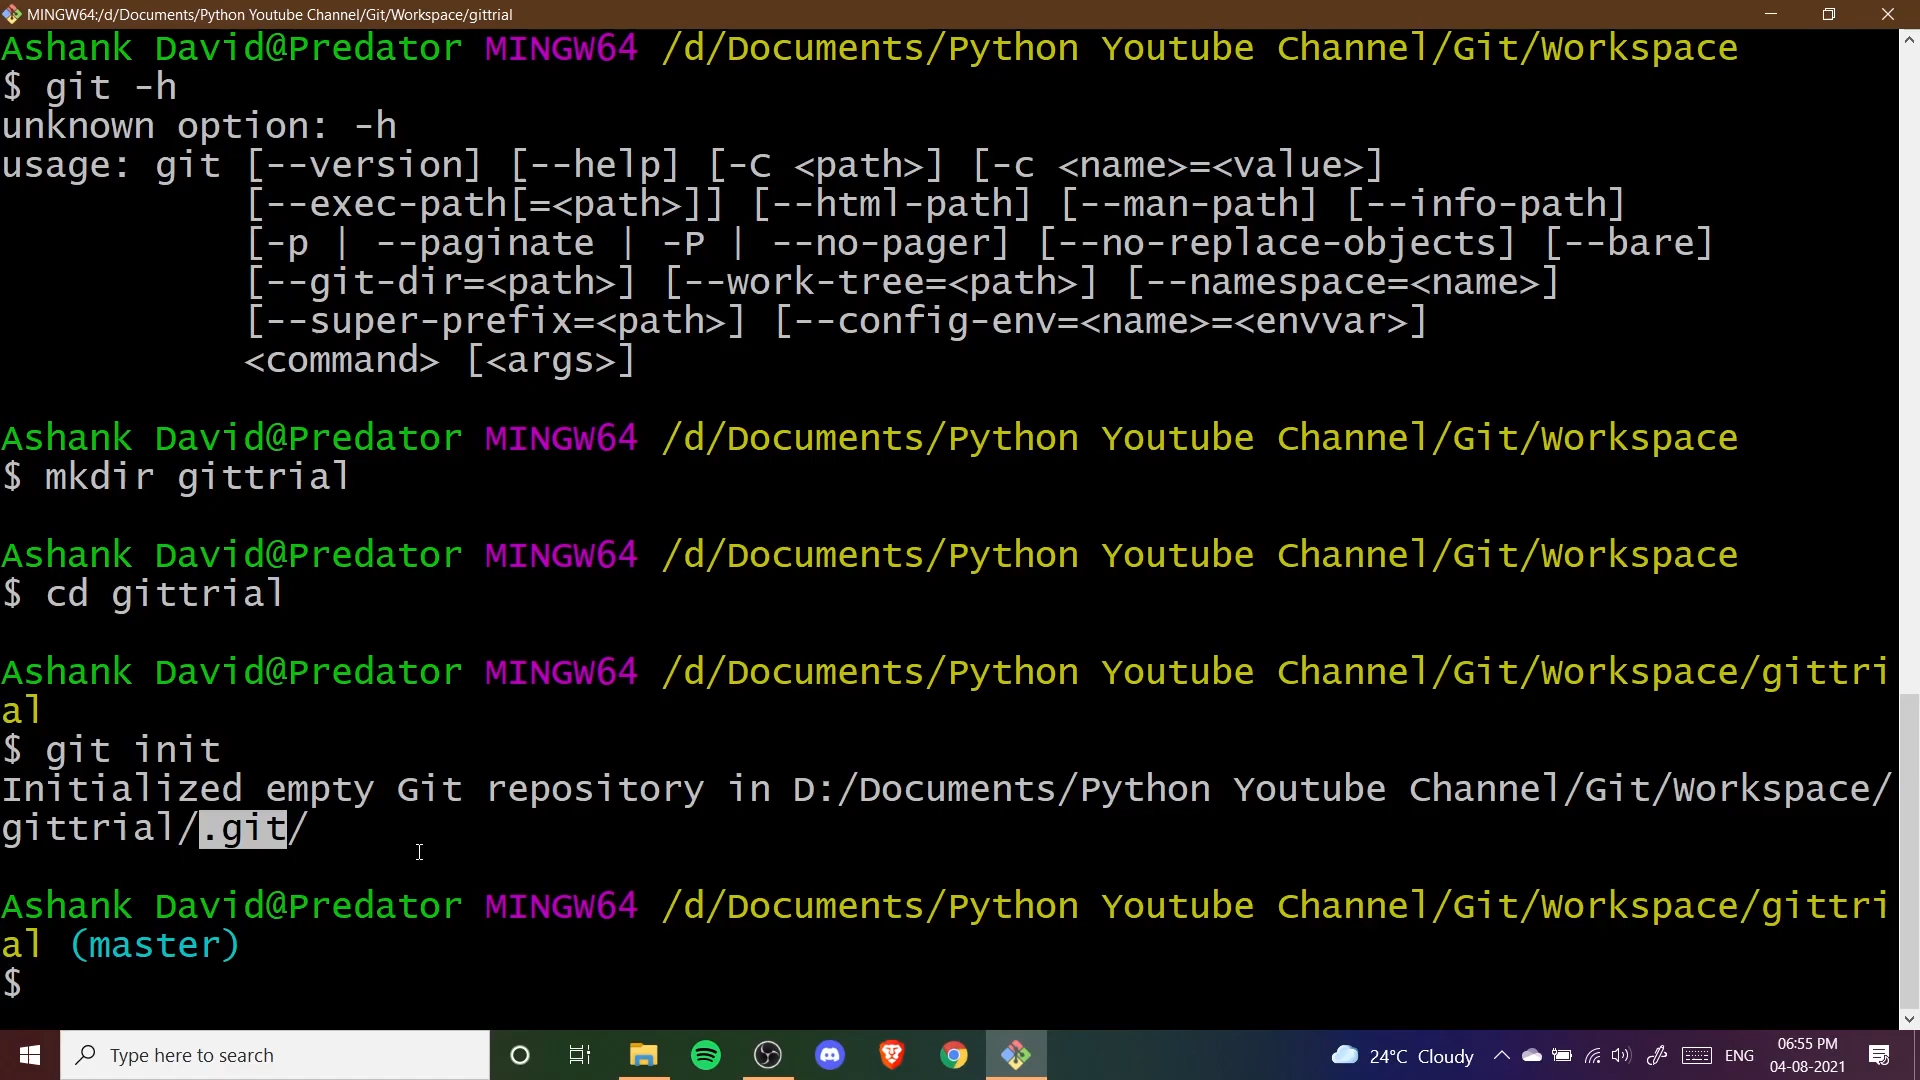 MINGW64:/d/Documents/Python Youtube Channel/Git/Workspace/gittrial
Ashank David@Predator MINGW64 /d/Documents/Python Youtube Channel/Git/Workspace
$ git -h
unknown option: -h
usage: git [--version] [--help] [-C <path>] [-c <name>=<value>]
           [--exec-path[=<path>]] [--html-path] [--man-path] [--info-path]
           [-p | --paginate | -P | --no-pager] [--no-replace-objects] [--bare]
           [--git-dir=<path>] [--work-tree=<path>] [--namespace=<name>]
           [--super-prefix=<path>] [--config-env=<name>=<envvar>]
           <command> [<args>]
Ashank David@Predator MINGW64 /d/Documents/Python Youtube Channel/Git/Workspace
$ mkdir gittrial
Ashank David@Predator MINGW64 /d/Documents/Python Youtube Channel/Git/Workspace
$ cd gittrial
Ashank David@Predator MINGW64 /d/Documents/Python Youtube Channel/Git/Workspace/gittri
al
$ git init
Initialized empty Git repository in D:/Documents/Python Youtube Channel/Git/Workspace/
gittrial/.git/
Ashank David@Predator MINGW64 /d/Documents/Python Youtube Channel/Git/Workspace/gittri
al (master)
$
Type here to search
24°C Cloudy
ENG
06:55 PM
04-08-2021